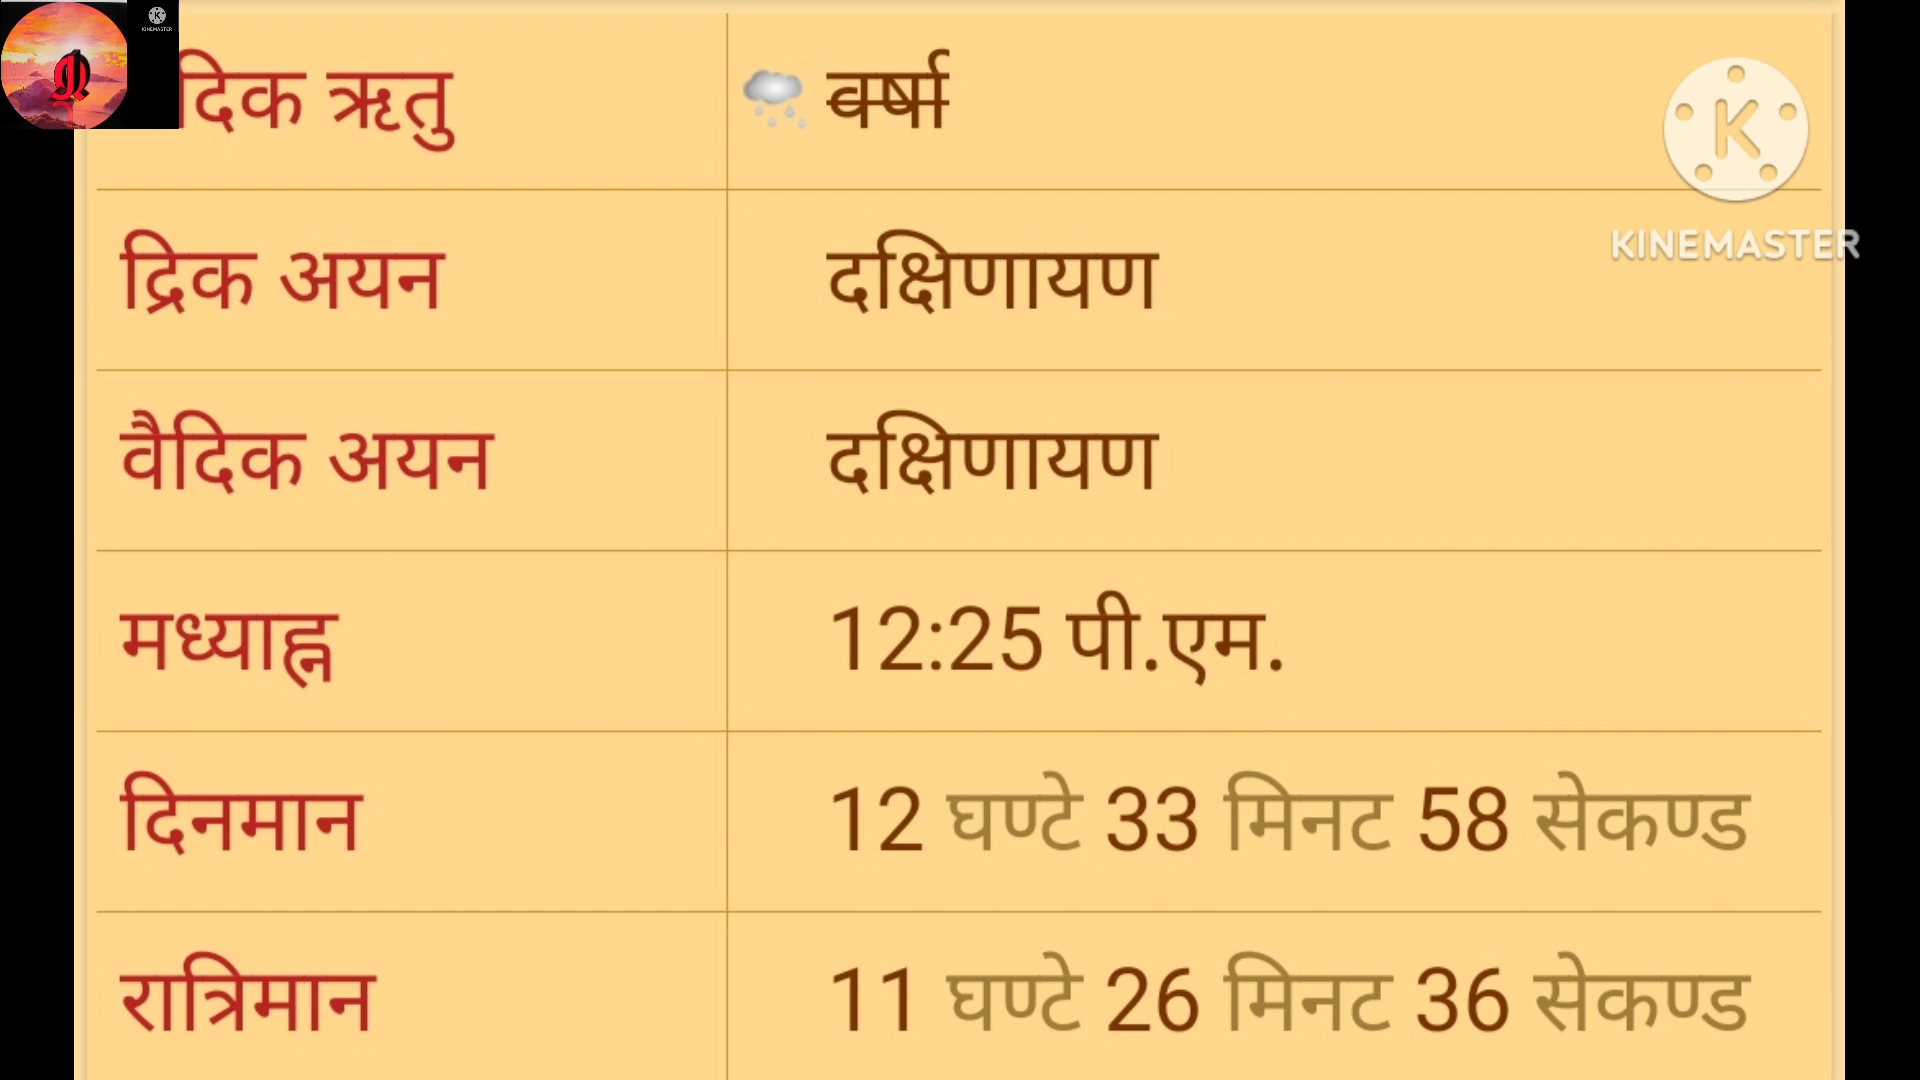 KINEMASTER
दिक ऋतु वर्षा
KINEMASTER
द्रिक अयन दक्षिणायण
वैदिक अयन दक्षिणायण
मध्याह्न 12:25 पी.एम.
दिनमान 12 घण्टे 33 मिनट 58 सेकण्ड
रात्रिमान 11 घण्टे 26 मिनट 36 सेकण्ड